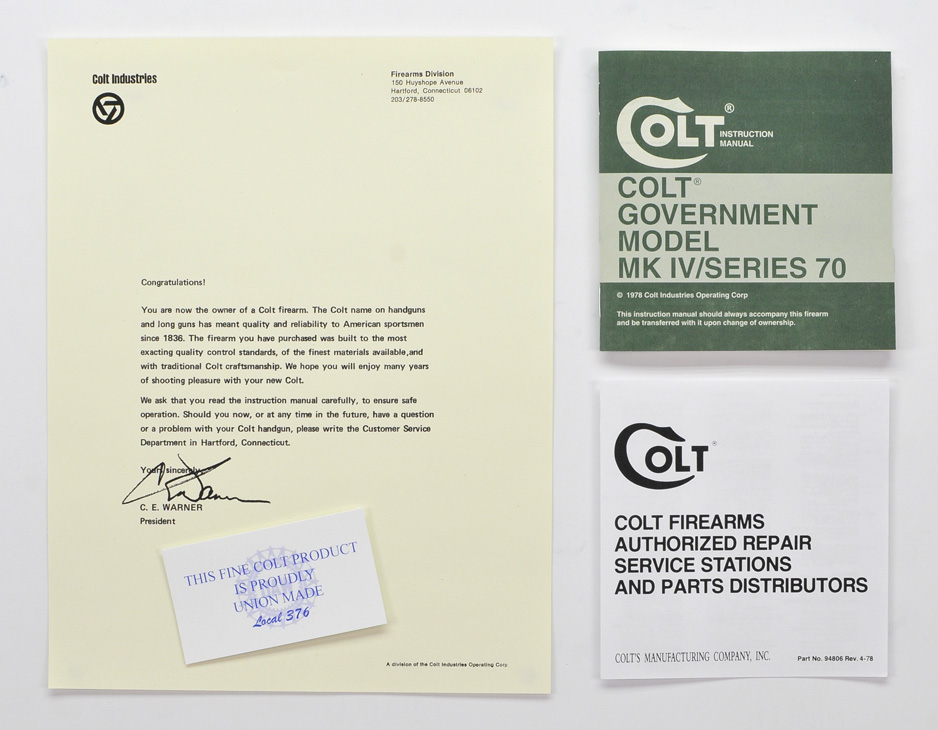 Colt Industries
Firearms Division
150 Huyshope Avenue
Hartford, Connecticut 06102
203/278-8550
Congratulations!
You are now the owner of a Colt firearm. The Colt name on handguns
and long guns has meant quality and reliability to American sportsmen
since 1836. The firearm you have purchased was built to the most
exacting quality control standards, of the finest materials available,and
with traditional Colt craftsmanship. We hope you will enjoy many years
of shooting pleasure with your new Colt.
We ask that you read the instruction manual carefully, to ensure safe
operation. Should you now, or at any time in the future, have a question
or a problem with your Colt handgun, please write the Customer Service
Department in Hartford, Connecticut.
Yours sincerely,
C. E. WARNER
President
THIS FINE COLT PRODUCT
IS PROUDLY
UNION MADE
Local 376
A division of the Colt Industries Operating Corp
COLT®
INSTRUCTION
MANUAL
COLT®
GOVERNMENT
MODEL
MK IV/SERIES 70
© 1978 Colt Industries Operating Corp
This instruction manual should always accompany this firearm
and be transferred with it upon change of ownership.
COLT®
COLT FIREARMS
AUTHORIZED REPAIR
SERVICE STATIONS
AND PARTS DISTRIBUTORS
COLT'S MANUFACTURING COMPANY, INC.
Part No. 94806 Rev. 4-78